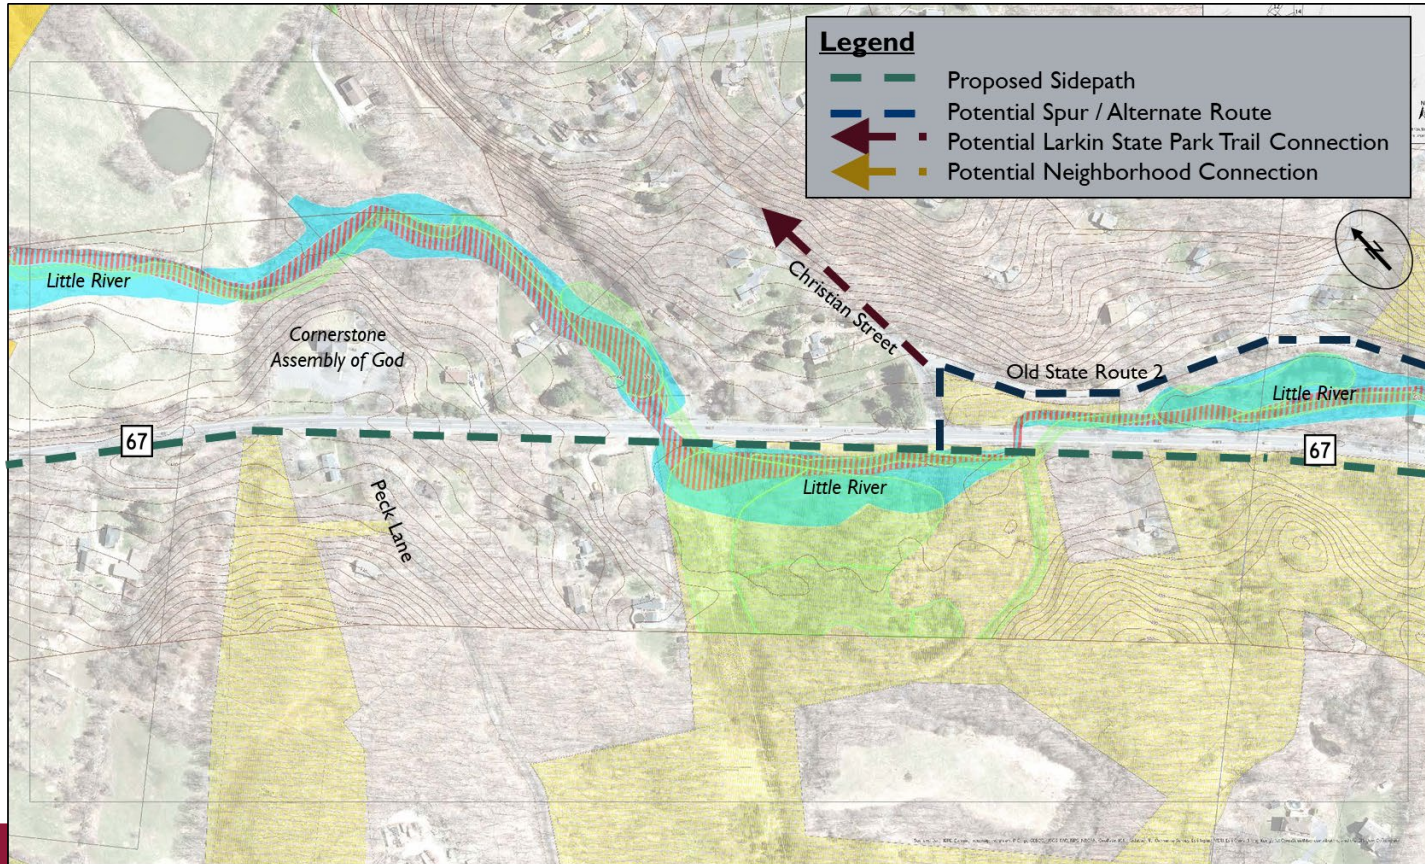 Legend
Proposed Sidepath
Potential Spur / Alternate Route
Potential Larkin State Park Trail Connection
Potential Neighborhood Connection
N
Little River
Cornerstone
Assembly of God
Christian Street
Old State Route 2
Little River
67
67
Little River
Peck Lane